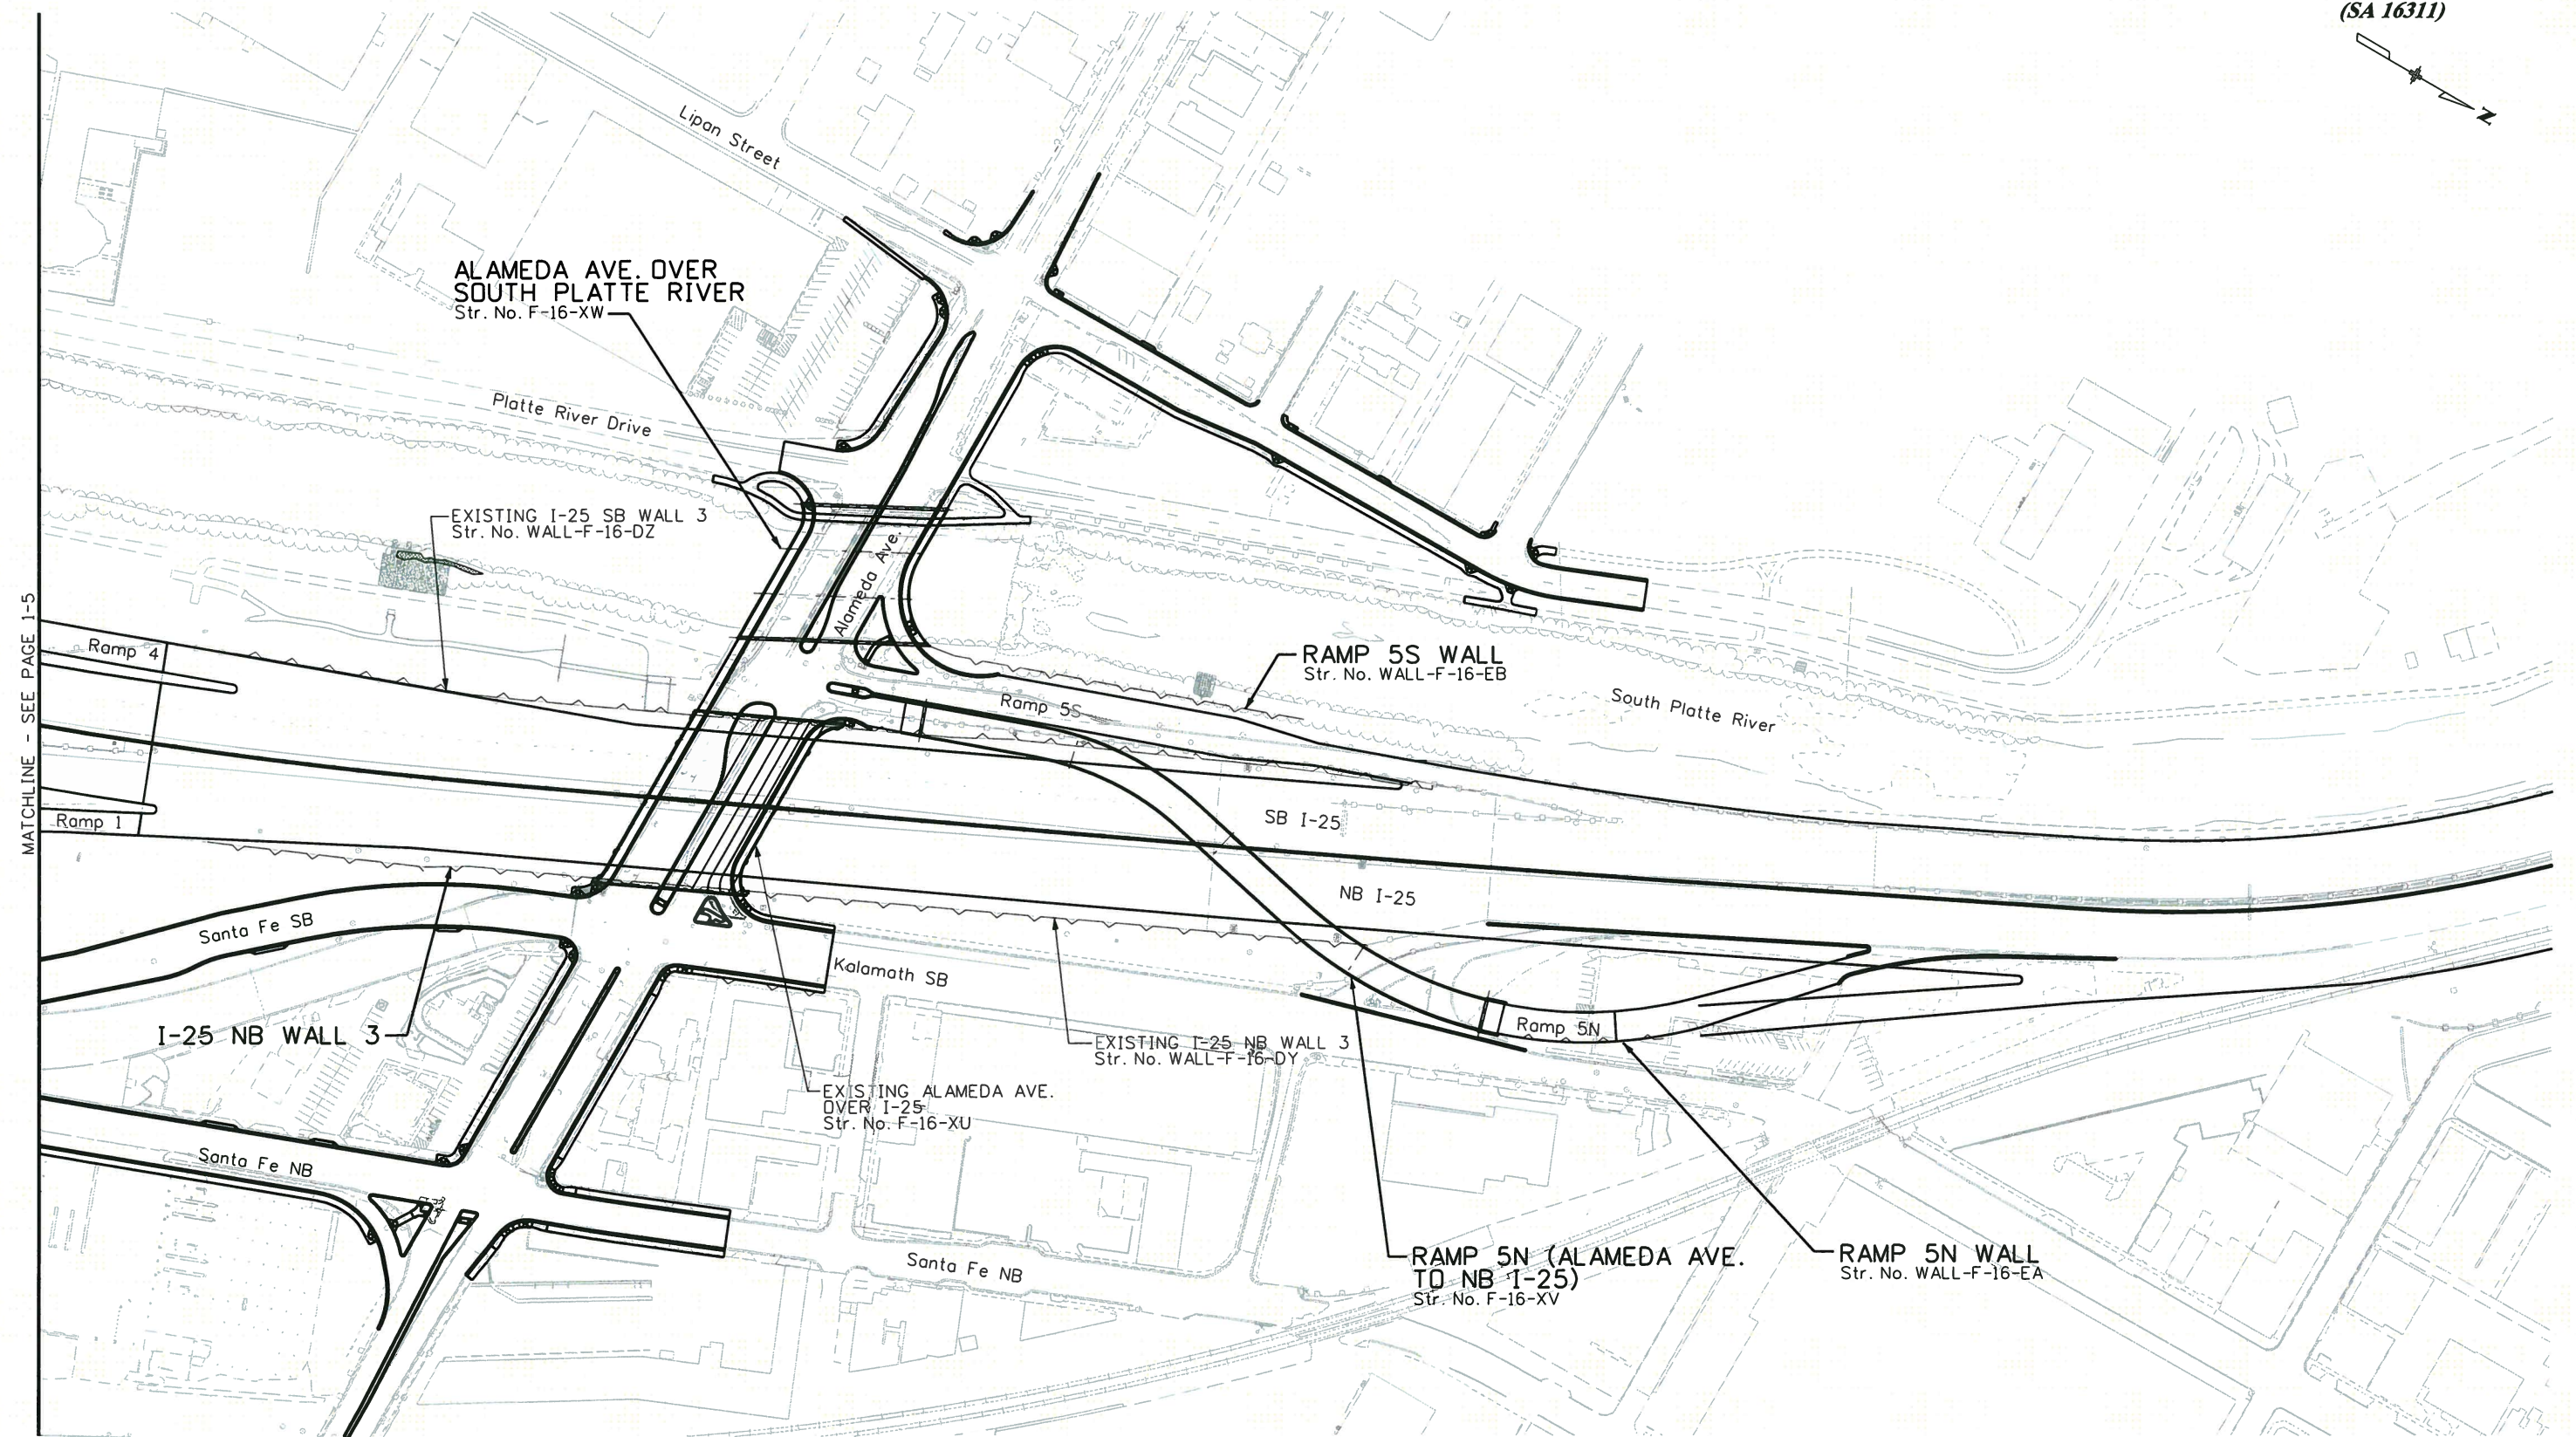 (SA 16311)
N
Lipan Street
ALAMEDA AVE. OVER
SOUTH PLATTE RIVER
Str. No. F-16-XW
Platte River Drive
EXISTING I-25 SB WALL 3
Str. No. WALL-F-16-DZ
Alameda Ave.
MATCHLINE - SEE PAGE 1-5
Ramp 4
RAMP 5S WALL
Str. No. WALL-F-16-EB
Ramp 5S
South Platte River
Ramp 1
SB I-25
NB I-25
Santa Fe SB
Kalamath SB
I-25 NB WALL 3
Ramp 5N
EXISTING I-25 NB WALL 3
Str. No. WALL-F-16-DY
EXISTING ALAMEDA AVE.
OVER I-25
Str. No. F-16-XU
Santa Fe NB
Santa Fe NB
RAMP 5N (ALAMEDA AVE.
TO NB I-25)
Str. No. F-16-XV
RAMP 5N WALL
Str. No. WALL-F-16-EA